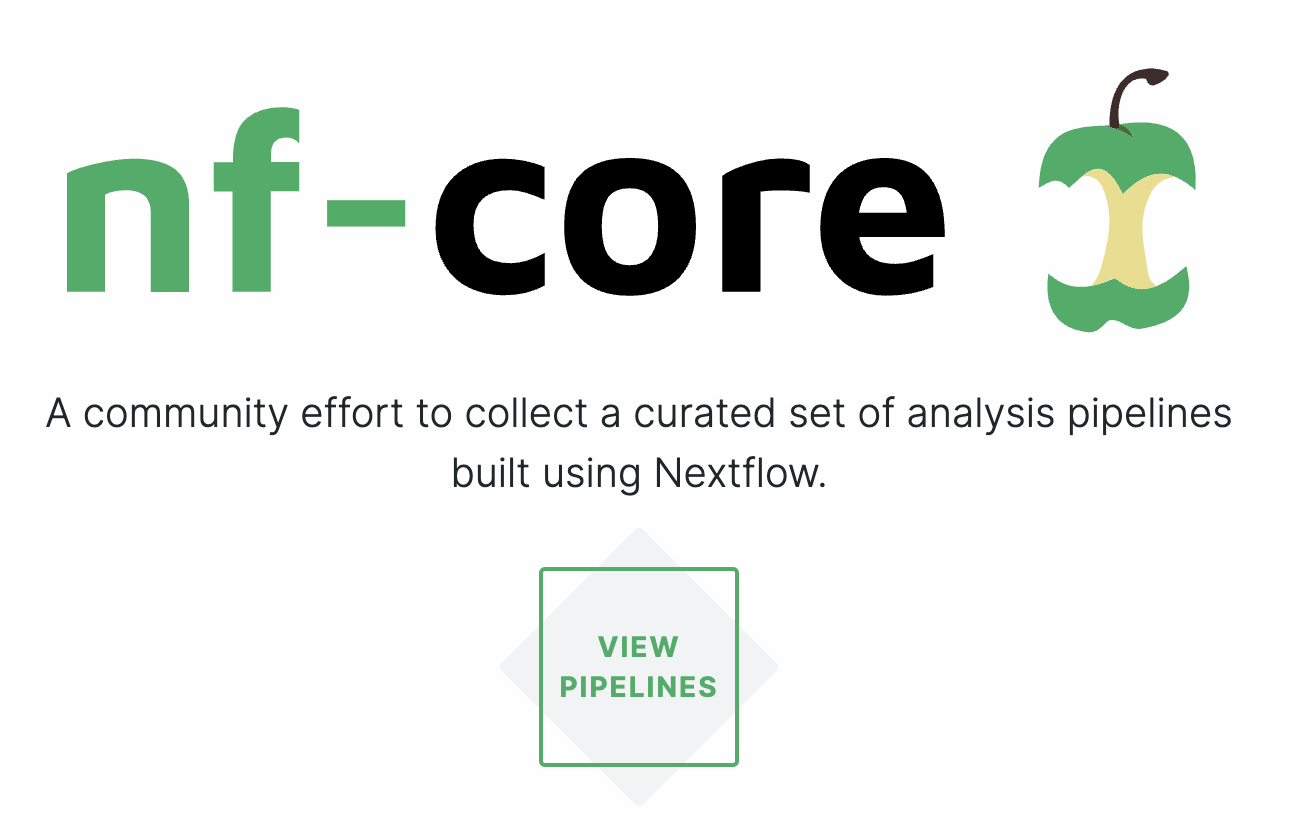 nf-core
A community effort to collect a curated set of analysis pipelines
built using Nextflow.
VIEW
PIPELINES